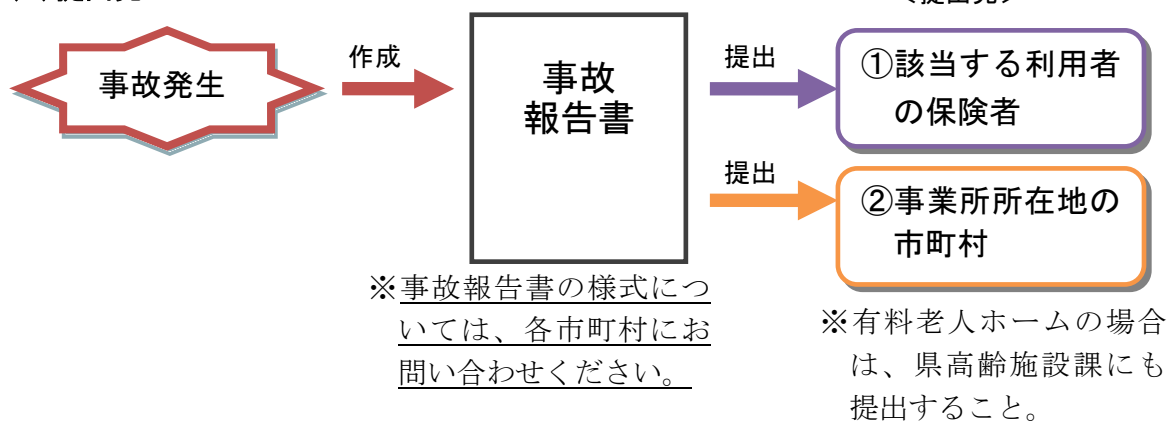 <提出先>
事故発生
作成
事故
報告書
提出
①該当する利用者
の保険者
提出
②事業所所在地の
市町村
※事故報告書の様式につ
いては、各市町村にお
問い合わせください。
※有料老人ホームの場合
は、県高齢施設課にも
提出すること。